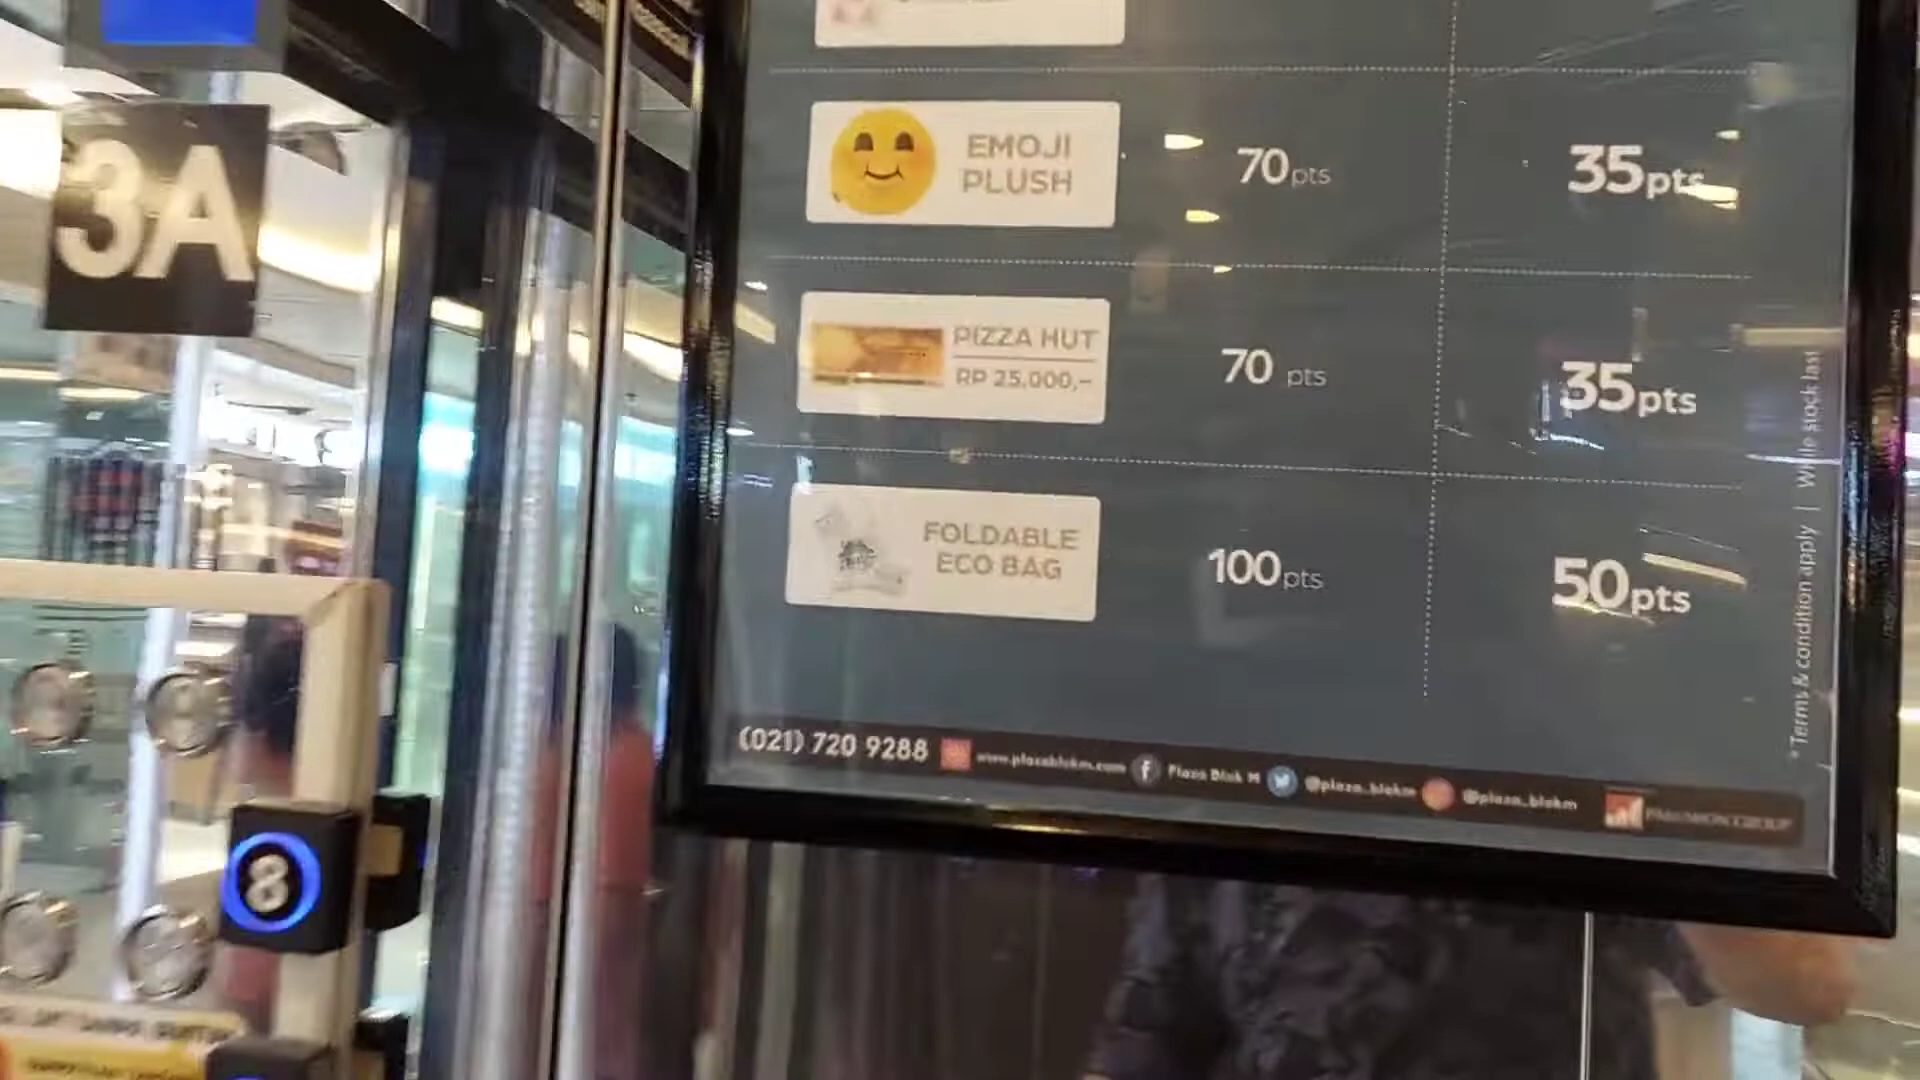 3A
EMOJI
PLUSH
70pts
35pts
PIZZA HUT
RP 25.000,-
70 pts
35pts
FOLDABLE
ECO BAG
100pts
50pts
*Terms & condition apply | While stock last
(021) 720 9288 www.plazablokm.com Plaza Blok M @plaza_blokm @plaza_blokm
8